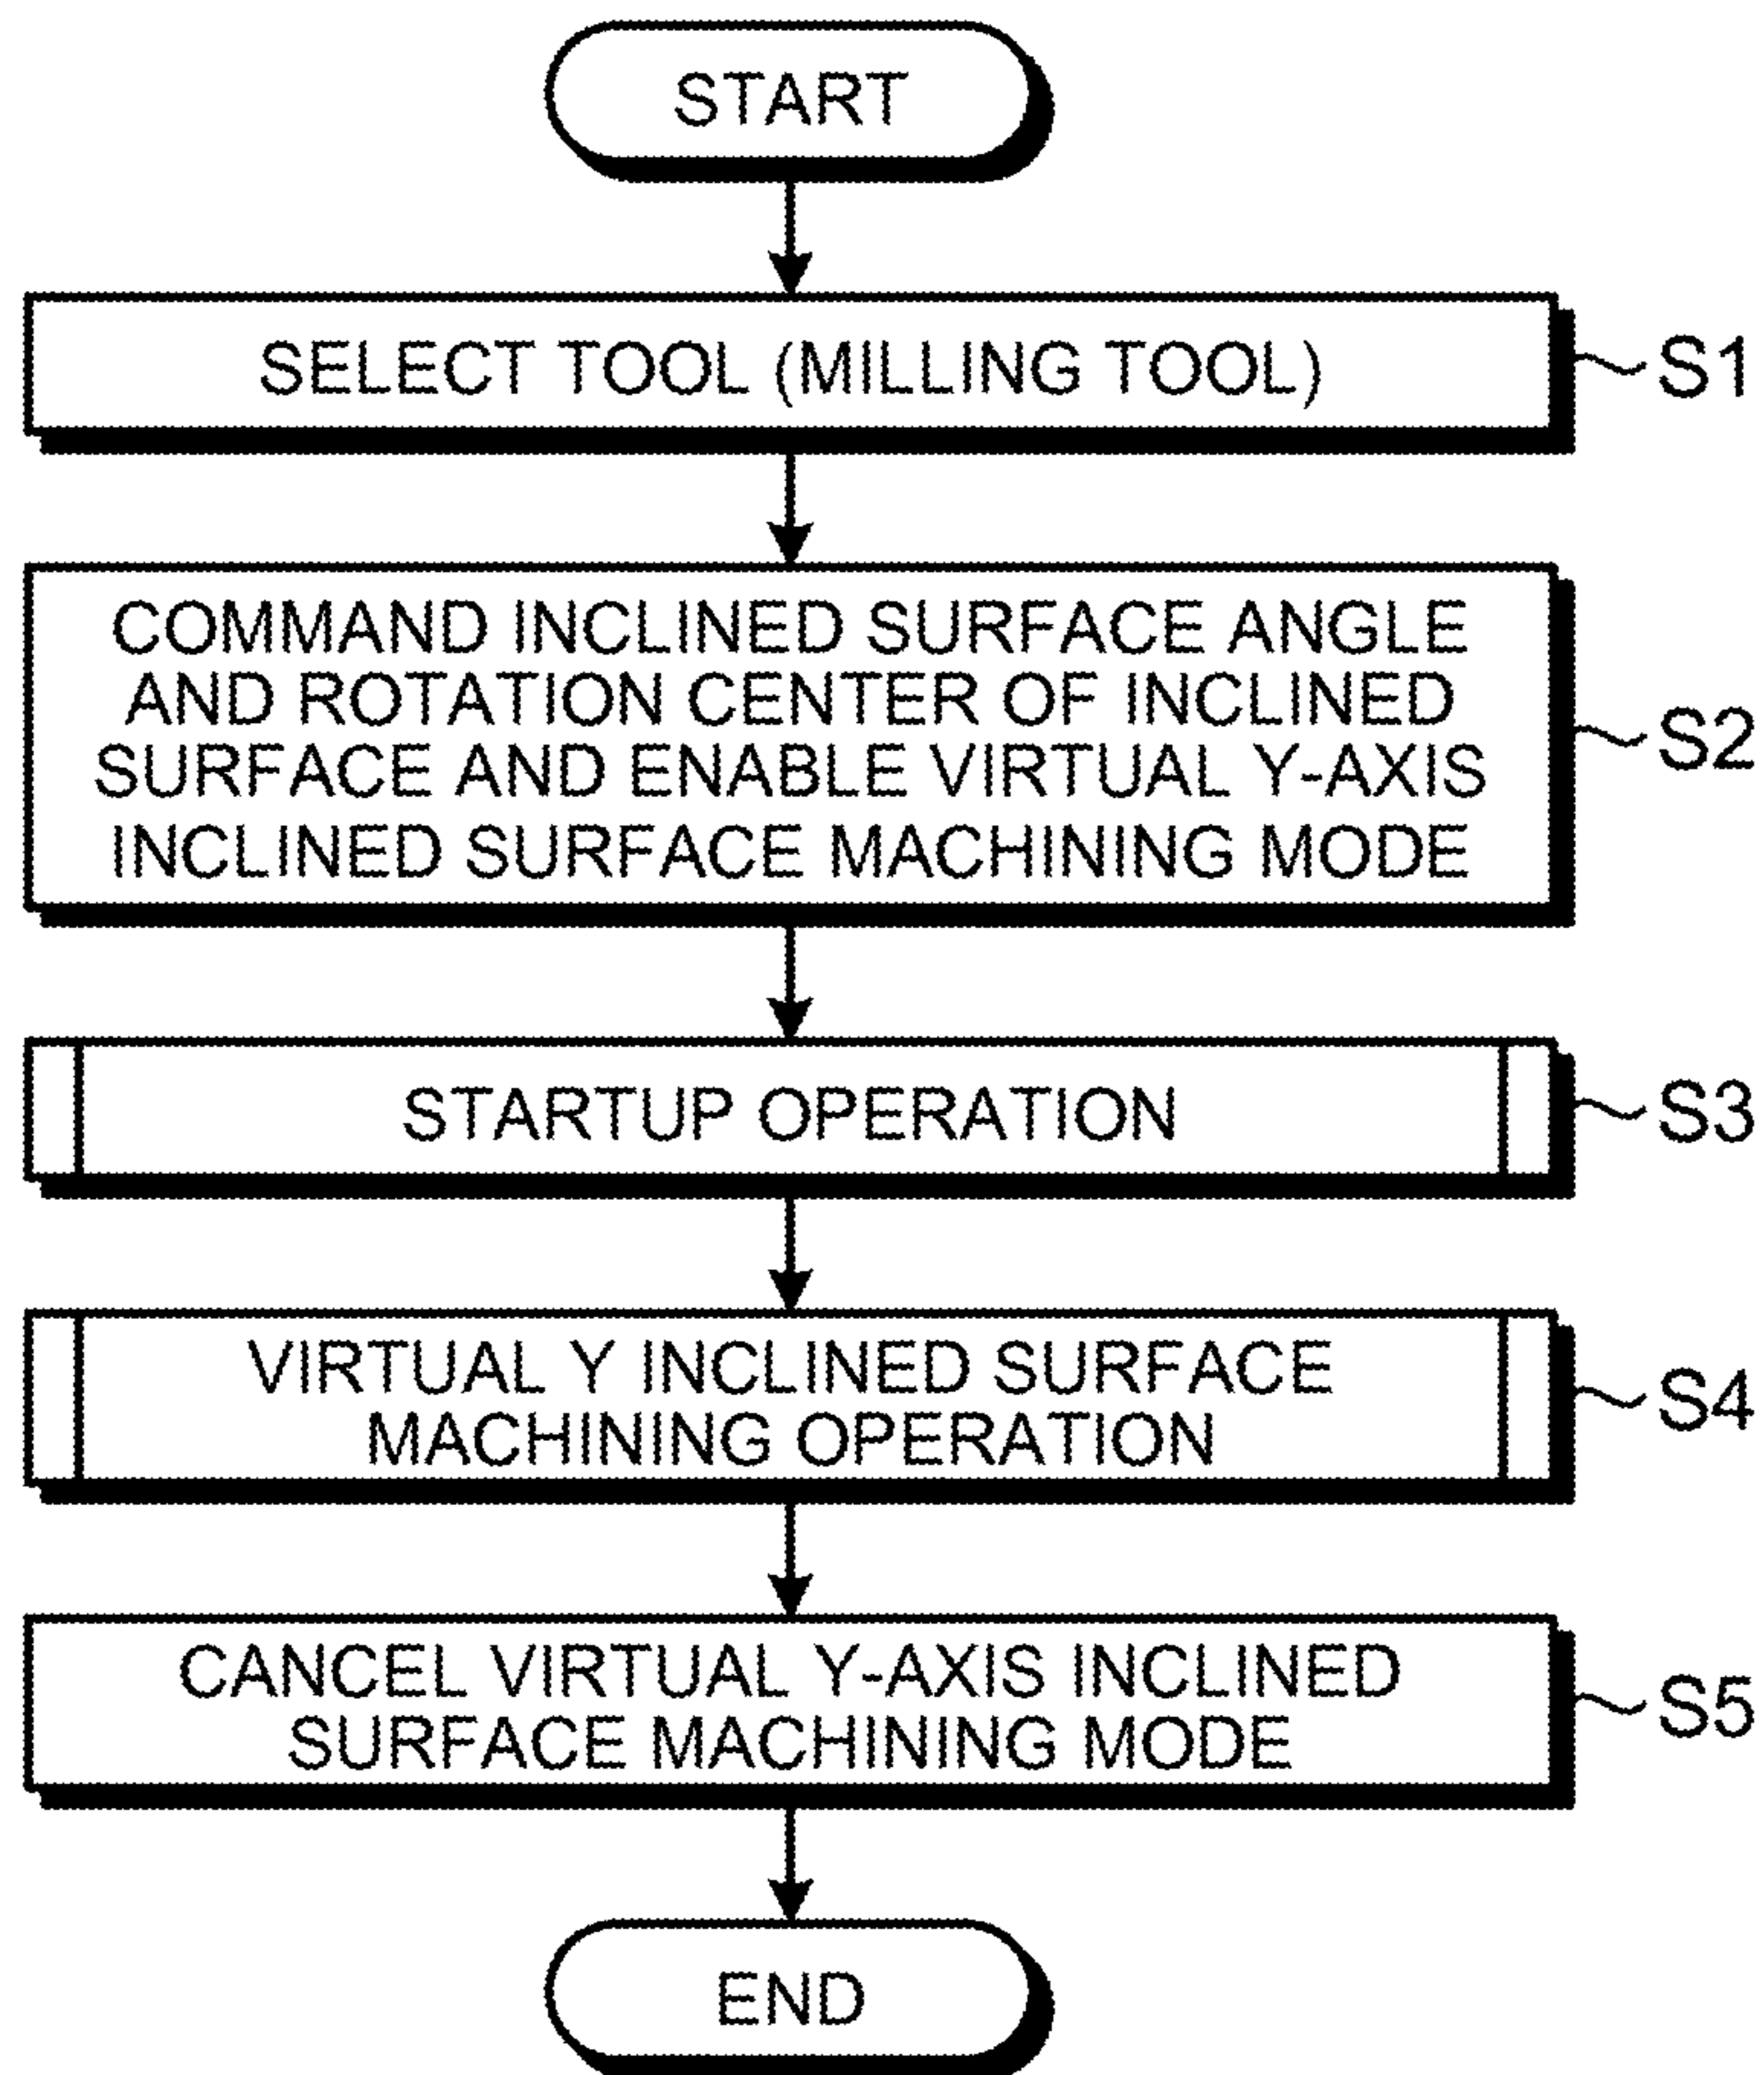 START
SELECT TOOL (MILLING TOOL)
S1
COMMAND INCLINED SURFACE ANGLE
AND ROTATION CENTER OF INCLINED
SURFACE AND ENABLE VIRTUAL Y-AXIS
INCLINED SURFACE MACHINING MODE
S2
STARTUP OPERATION
S3
VIRTUAL Y INCLINED SURFACE
MACHINING OPERATION
S4
CANCEL VIRTUAL Y-AXIS INCLINED
SURFACE MACHINING MODE
S5
END